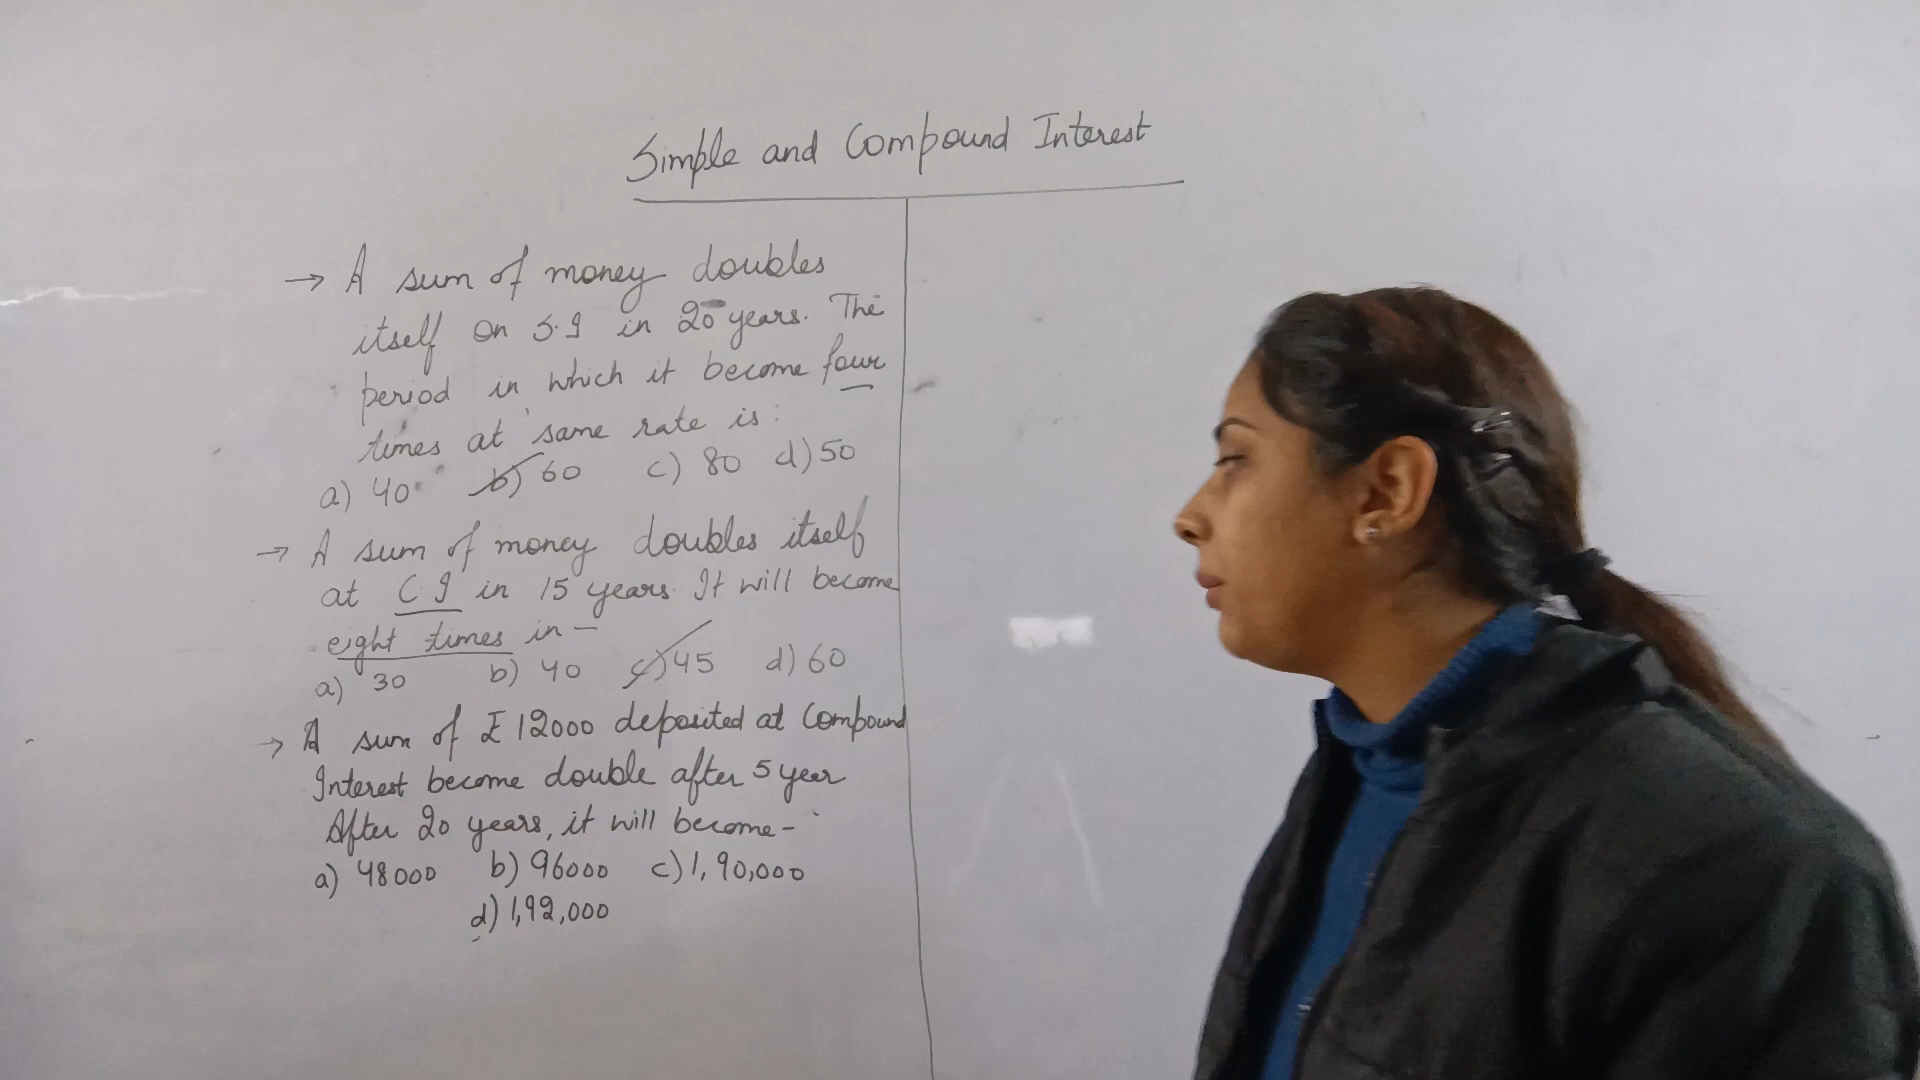 Simple and Compound Interest
→ A sum of money doubles
itself on S.I in 20 years. The
period in which it become four
times at same rate is :
a) 40 b) 60 c) 80 d) 50
→ A sum of money doubles itself
at C I in 15 years. It will become
eight times in –
a) 30 b) 40 c) 45 d) 60
→ A sum of ₹ 12000 deposited at Compound
Interest become double after 5 year
After 20 years, it will become -
a) 48000 b) 96000 c) 1,90,000
d) 1,92,000